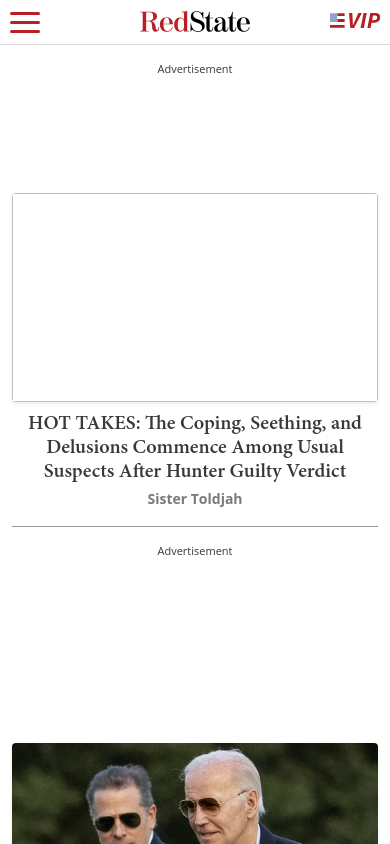 RedState
VIP
Advertisement
HOT TAKES: The Coping, Seething, and
Delusions Commence Among Usual
Suspects After Hunter Guilty Verdict
Sister Toldjah
Advertisement